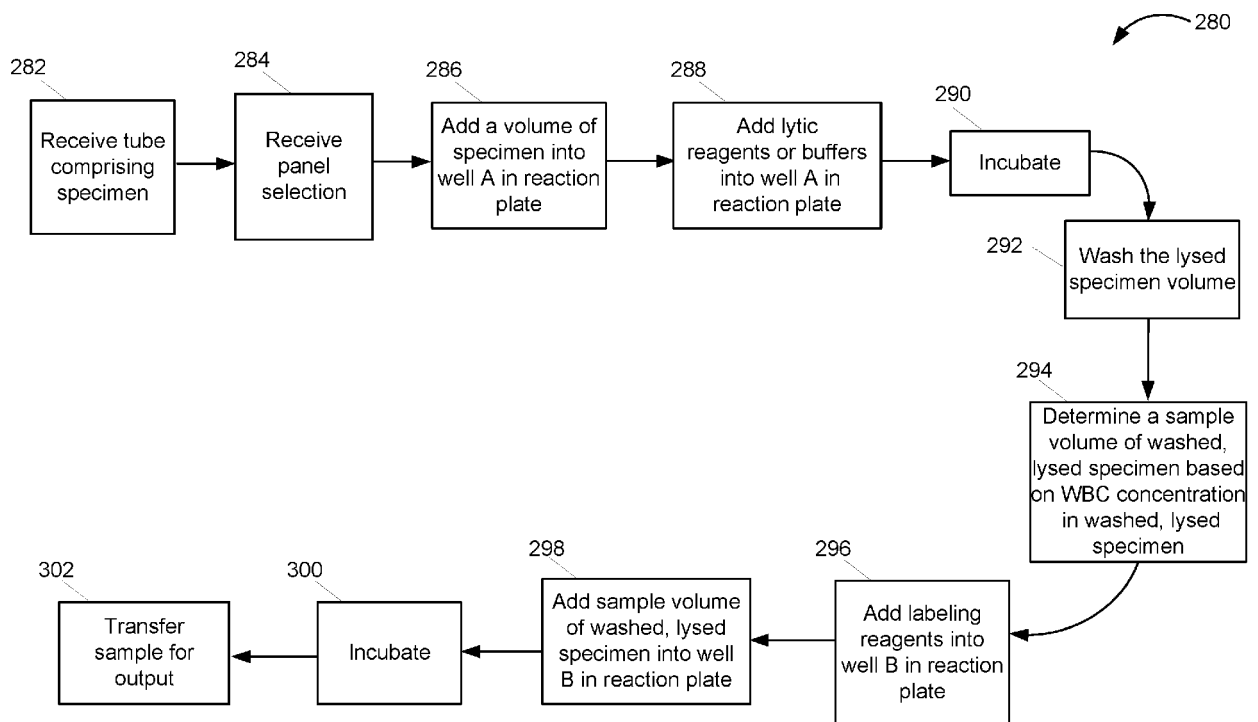 280
282
Receive tube
comprising
specimen
284
Receive
panel
selection
286
Add a volume of
specimen into
well A in reaction
plate
288
Add lytic
reagents or buffers
into well A in
reaction plate
290
Incubate
292
Wash the lysed
specimen volume
294
Determine a sample
volume of washed,
lysed specimen based
on WBC concentration
in washed, lysed
specimen
296
Add labeling
reagents into
well B in reaction
plate
298
Add sample volume
of washed, lysed
specimen into well
B in reaction plate
300
Incubate
302
Transfer
sample for
output